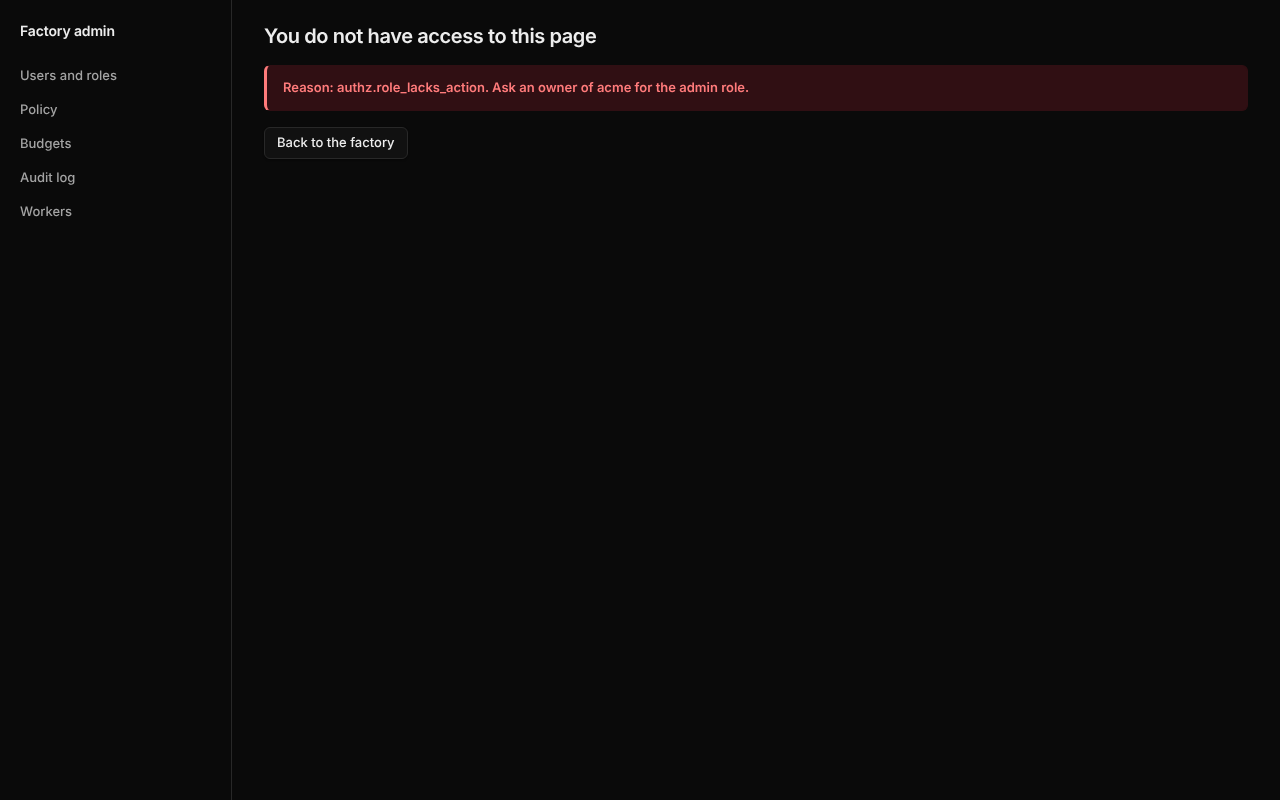 Factory admin
Users and roles
Policy
Budgets
Audit log
Workers
You do not have access to this page
Reason: authz.role_lacks_action. Ask an owner of acme for the admin role.
Back to the factory